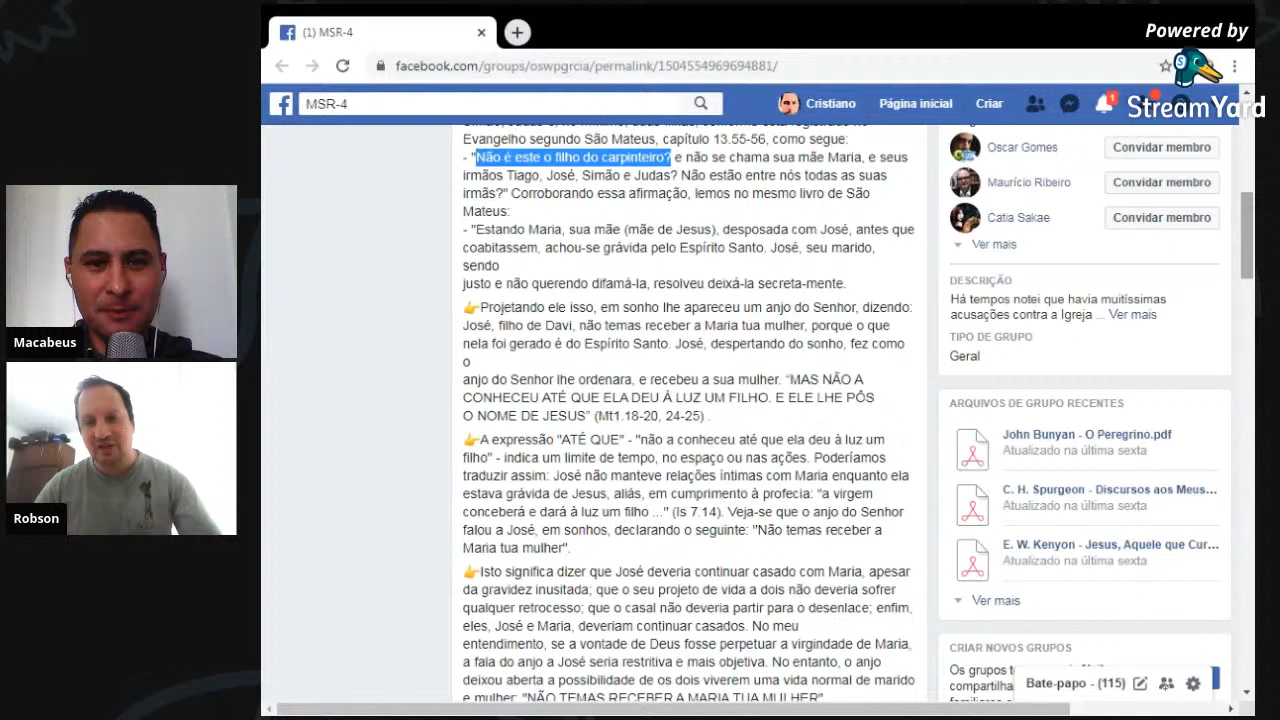 Powered by
StreamYard
(1) MSR-4
facebook.com/groups/oswpgrcia/permalink/1504554969694881/
MSR-4
Cristiano
Página inicial
Criar
1
Evangelho segundo São Mateus, capítulo 13.55-56, como segue:
- "Não é este o filho do carpinteiro? e não se chama sua mãe Maria, e seus
irmãos Tiago, José, Simão e Judas? Não estão entre nós todas as suas
irmãs?" Corroborando essa afirmação, lemos no mesmo livro de São
Mateus:
- "Estando Maria, sua mãe (mãe de Jesus), desposada com José, antes que
coabitassem, achou-se grávida pelo Espírito Santo. José, seu marido,
sendo
justo e não querendo difamá-la, resolveu deixá-la secreta-mente.
👉Projetando ele isso, em sonho lhe apareceu um anjo do Senhor, dizendo:
José, filho de Davi, não temas receber a Maria tua mulher, porque o que
nela foi gerado é do Espírito Santo. José, despertando do sonho, fez como
o
anjo do Senhor lhe ordenara, e recebeu a sua mulher. “MAS NÃO A
CONHECEU ATÉ QUE ELA DEU À LUZ UM FILHO. E ELE LHE PÔS
O NOME DE JESUS” (Mt1.18-20, 24-25) .
👉A expressão "ATÉ QUE" - "não a conheceu até que ela deu à luz um
filho" - indica um limite de tempo, no espaço ou nas ações. Poderíamos
traduzir assim: José não manteve relações íntimas com Maria enquanto ela
estava grávida de Jesus, aliás, em cumprimento à profecia: "a virgem
conceberá e dará à luz um filho ..." (Is 7.14). Veja-se que o anjo do Senhor
falou a José, em sonhos, declarando o seguinte: "Não temas receber a
Maria tua mulher".
👉Isto significa dizer que José deveria continuar casado com Maria, apesar
da gravidez inusitada; que o seu projeto de vida a dois não deveria sofrer
qualquer retrocesso; que o casal não deveria partir para o desenlace; enfim,
eles, José e Maria, deveriam continuar casados. No meu
entendimento, se a vontade de Deus fosse perpetuar a virgindade de Maria,
a fala do anjo a José seria restritiva e mais objetiva. No entanto, o anjo
deixou aberta a possibilidade de os dois viverem uma vida normal de marido
e mulher: "NÃO TEMAS RECEBER A MARIA TUA MULHER"
Oscar Gomes
Convidar membro
Maurício Ribeiro
Convidar membro
Catia Sakae
Convidar membro
Ver mais
DESCRIÇÃO
Há tempos notei que havia muitíssimas
acusações contra a Igreja ... Ver mais
TIPO DE GRUPO
Geral
ARQUIVOS DE GRUPO RECENTES
John Bunyan - O Peregrino.pdf
Atualizado na última sexta
C. H. Spurgeon - Discursos aos Meus...
Atualizado na última sexta
E. W. Kenyon - Jesus, Aquele que Cur...
Atualizado na última sexta
Ver mais
CRIAR NOVOS GRUPOS
Os grupos
Bate-papo - (115)
Macabeus
Robson